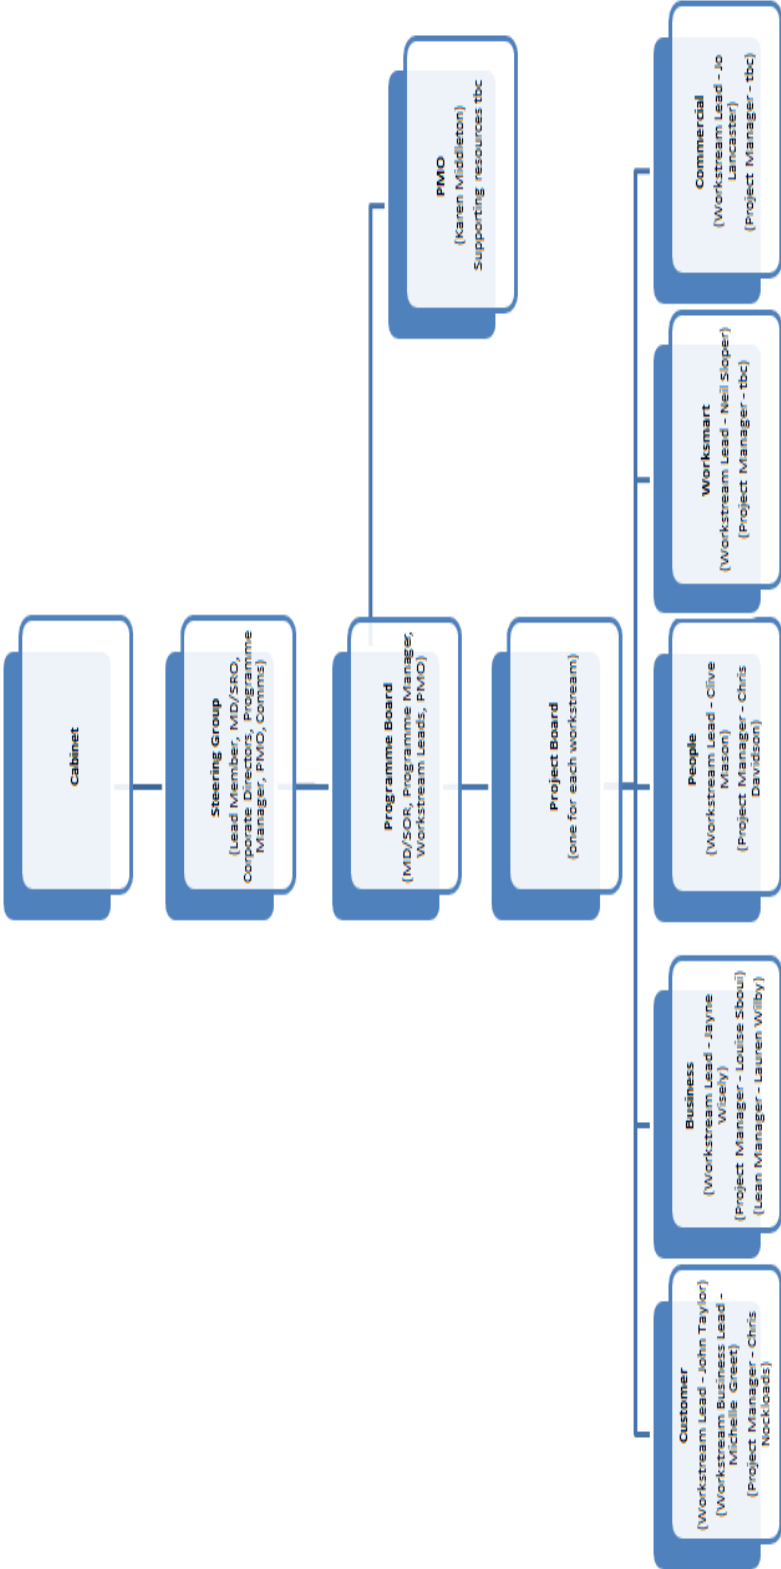 Cabinet
Steering Group
(Lead Member, MD/SRO,
Corporate Directors, Programme
Manager, PMO, Comms)
Programme Board
(MD/SOR, Programme Manager,
Workstream Leads, PMO)
PMO
(Karen Middleton)
Supporting resources tbc
Project Board
(one for each workstream)
Customer
(Workstream Lead - John Taylor)
(Workstream Business Lead -
Michelle Greet)
(Project Manager - Chris
Nockloads)
Business
(Workstream Lead - Jayne
Wisely)
(Project Manager - Louise Sboui)
(Lean Manager - Lauren Wilby)
People
(Workstream Lead - Clive
Mason)
(Project Manager - Chris
Davidson)
Worksmart
(Workstream Lead - Neil Sloper)
(Project Manager - tbc)
Commercial
(Workstream Lead - Jo
Lancaster)
(Project Manager - tbc)